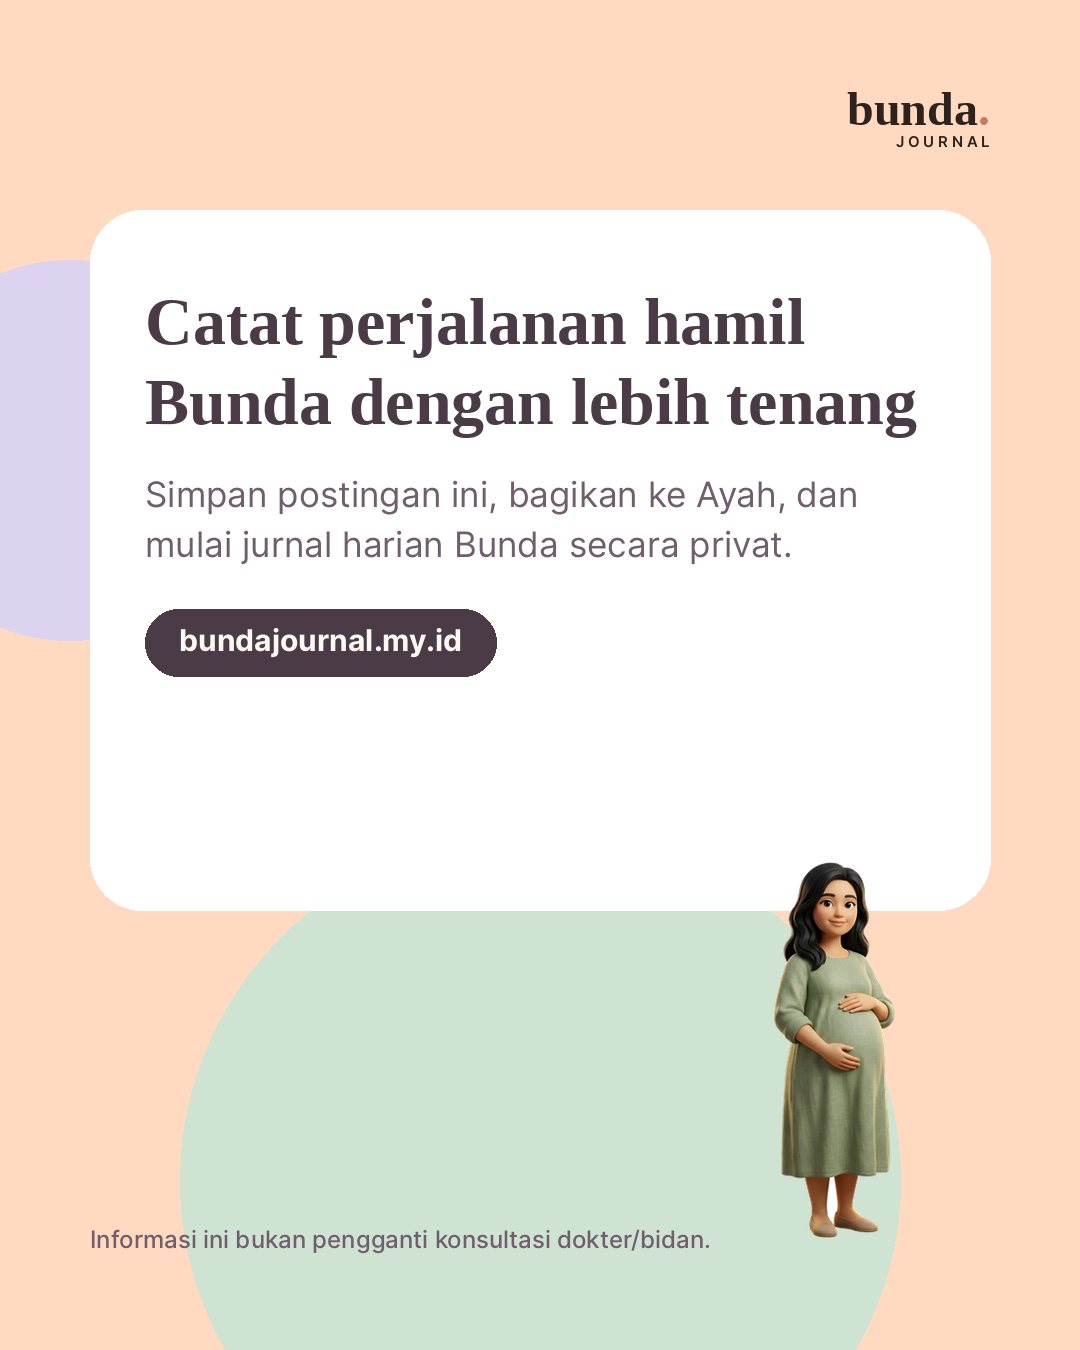 bunda.
JOURNAL
Catat perjalanan hamil
Bunda dengan lebih tenang
Simpan postingan ini, bagikan ke Ayah, dan
mulai jurnal harian Bunda secara privat.
bundajournal.my.id
Informasi ini bukan pengganti konsultasi dokter/bidan.